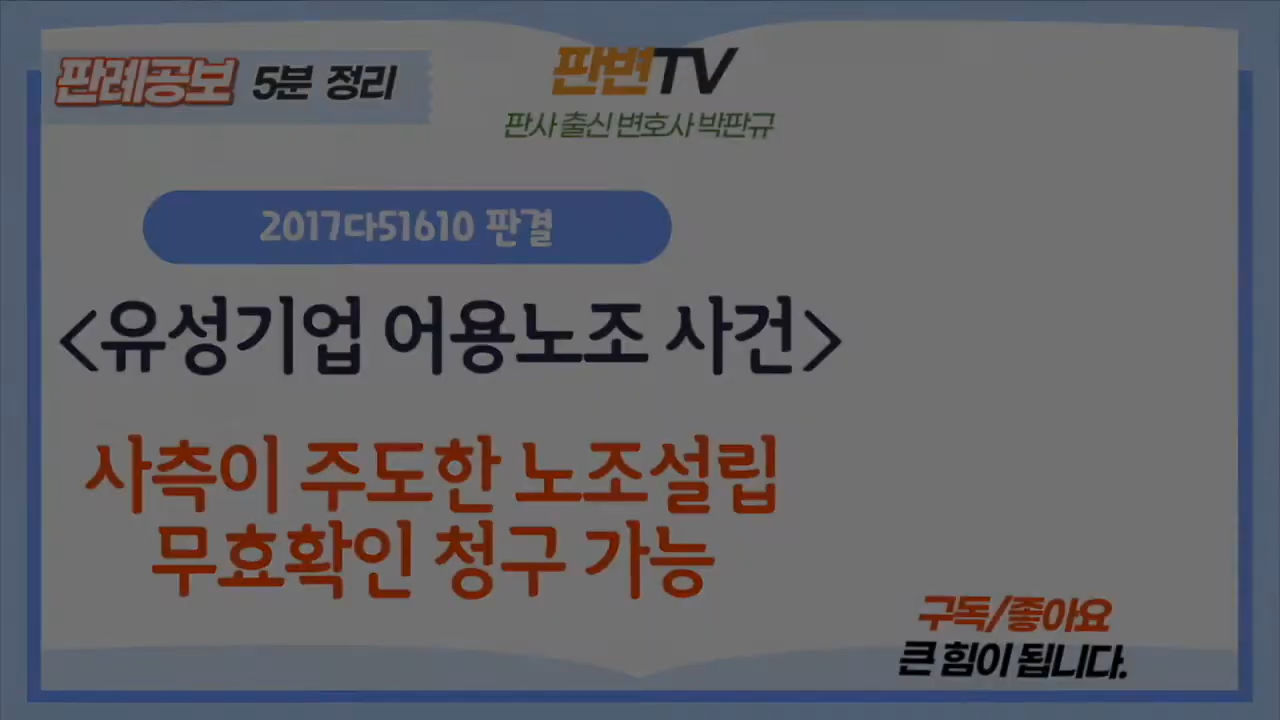 판례공보 5분 정리
판변TV
판사 출신 변호사 박판규
2017다51610 판결
<유성기업 어용노조 사건>
사측이 주도한 노조설립
무효확인 청구 가능
구독/좋아요
큰 힘이 됩니다.